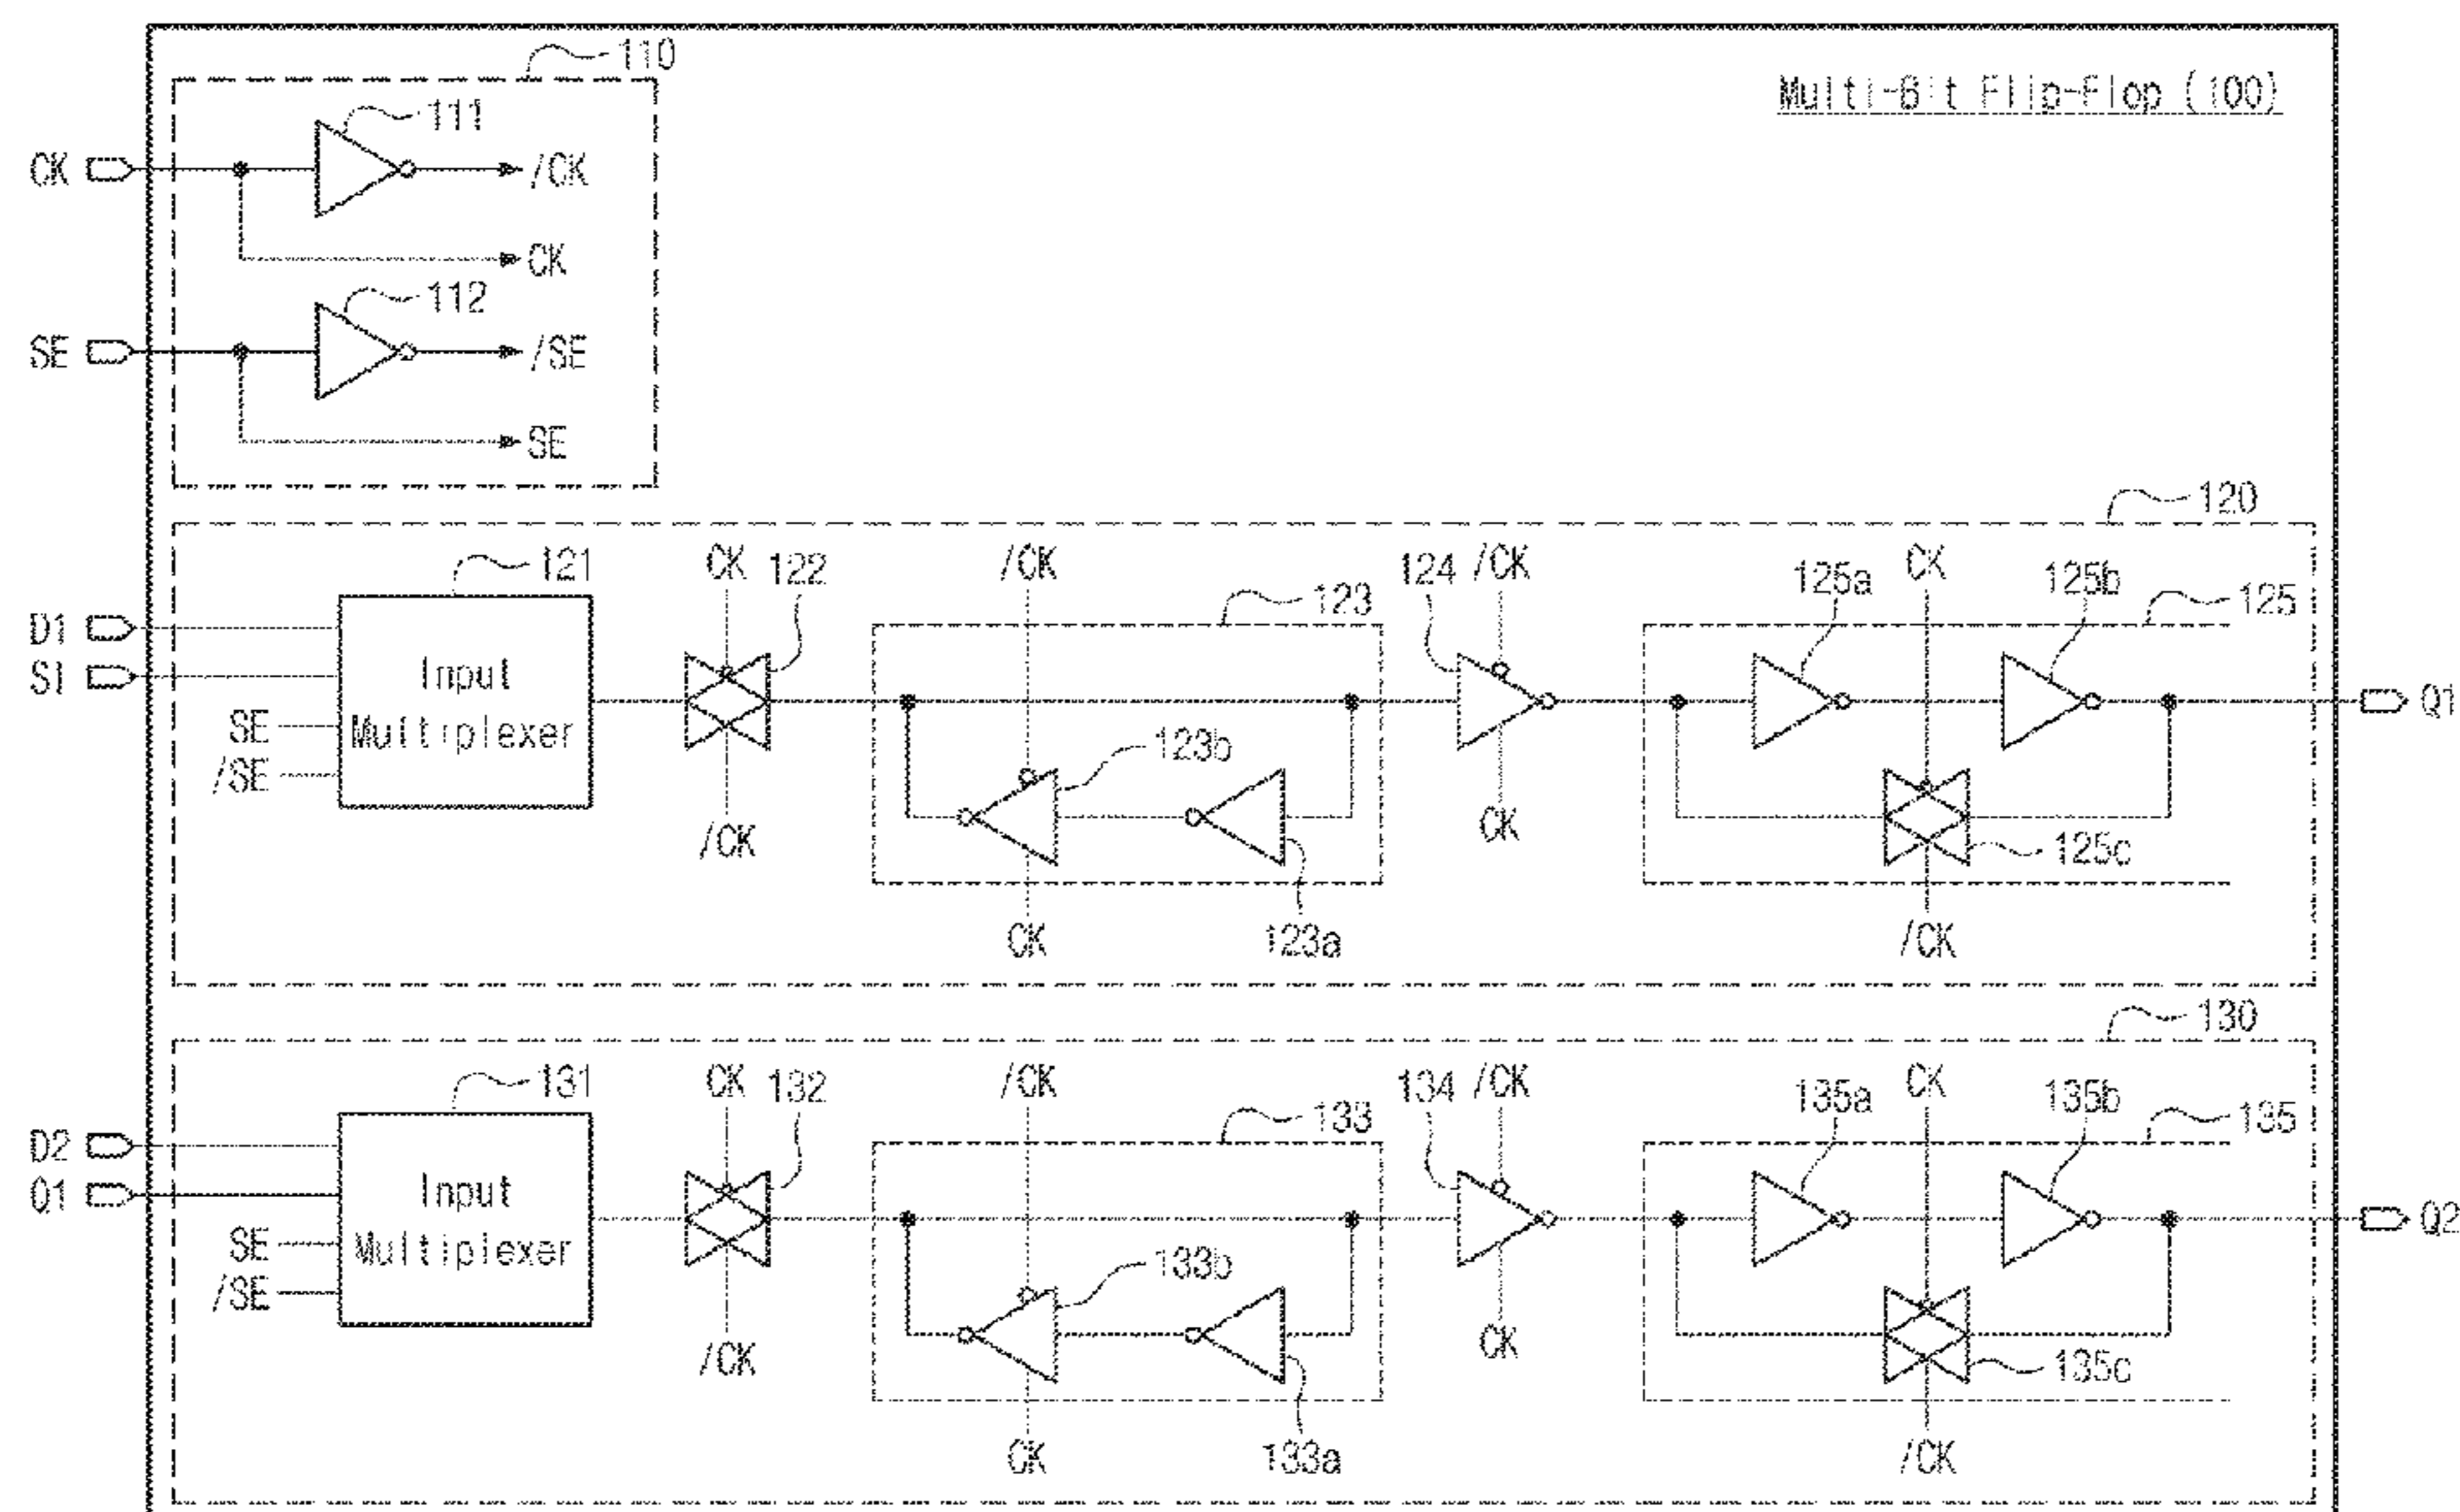 110
Multi-Bit Flip-Flop (100)
111
CK
/CK
CK
112
SE
/SE
SE
120
121
CK
122
/CK
123
124
/CK
125a
CK
125b
125
D1
SI
Input
Multiplexer
SE
/SE
123b
Q1
/CK
CK
123a
CK
125c
/CK
130
131
CK
132
/CK
133
134
/CK
135a
CK
135b
135
D2
Q1
Input
Multiplexer
SE
/SE
133b
Q2
/CK
CK
133a
CK
135c
/CK